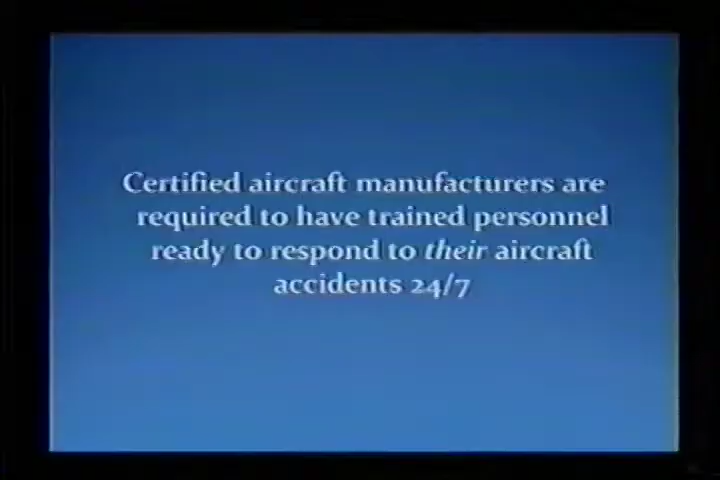 Certified aircraft manufacturers are
required to have trained personnel
ready to respond to their aircraft
accidents 24/7